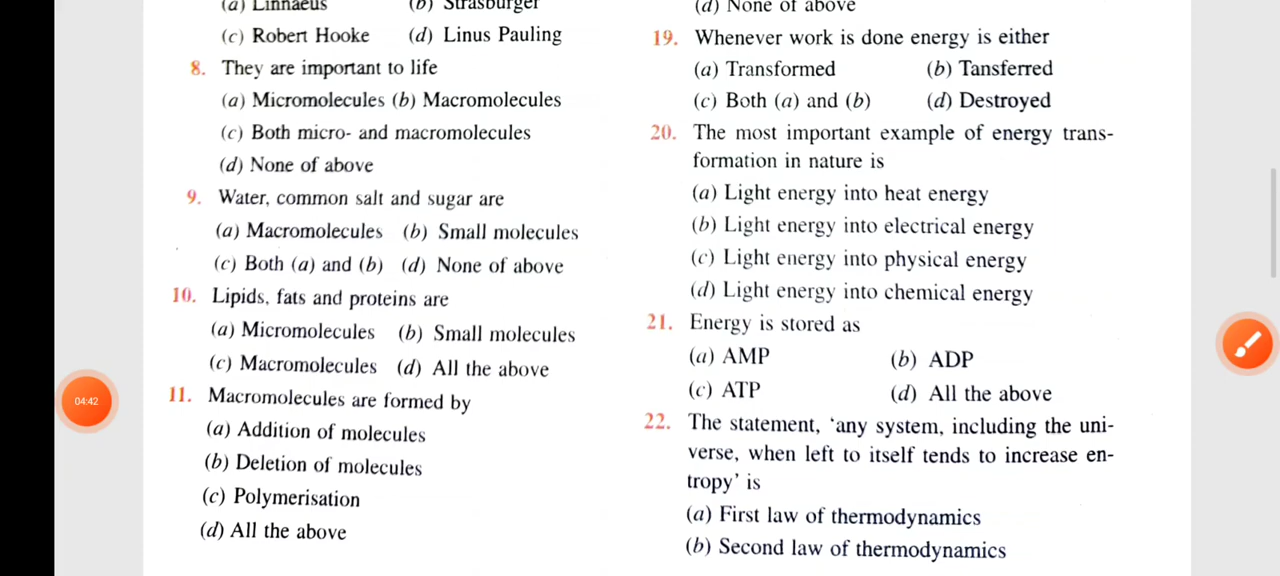 (a) Linnaeus (b) Strasburger
(c) Robert Hooke (d) Linus Pauling
8. They are important to life
(a) Micromolecules (b) Macromolecules
(c) Both micro- and macromolecules
(d) None of above
9. Water, common salt and sugar are
(a) Macromolecules (b) Small molecules
(c) Both (a) and (b) (d) None of above
10. Lipids, fats and proteins are
(a) Micromolecules (b) Small molecules
(c) Macromolecules (d) All the above
11. Macromolecules are formed by
(a) Addition of molecules
(b) Deletion of molecules
(c) Polymerisation
(d) All the above
(d) None of above
19. Whenever work is done energy is either
(a) Transformed (b) Tansferred
(c) Both (a) and (b) (d) Destroyed
20. The most important example of energy trans-
formation in nature is
(a) Light energy into heat energy
(b) Light energy into electrical energy
(c) Light energy into physical energy
(d) Light energy into chemical energy
21. Energy is stored as
(a) AMP (b) ADP
(c) ATP (d) All the above
22. The statement, 'any system, including the uni-
verse, when left to itself tends to increase en-
tropy' is
(a) First law of thermodynamics
(b) Second law of thermodynamics
04:42